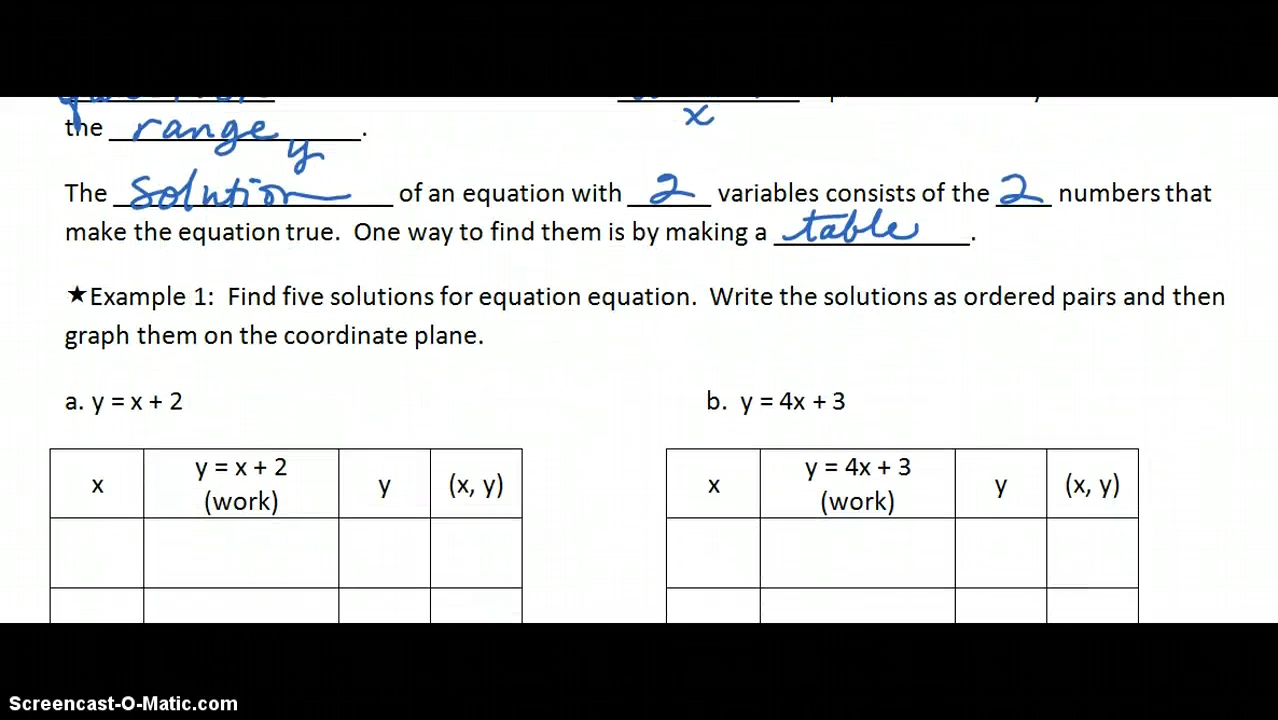 x
the range.
y
The solution of an equation with 2 variables consists of the 2 numbers that
make the equation true. One way to find them is by making a table.
★Example 1: Find five solutions for equation equation. Write the solutions as ordered pairs and then
graph them on the coordinate plane.
a. y = x + 2
b. y = 4x + 3
x
y = x + 2
(work)
y
(x, y)
x
y = 4x + 3
(work)
y
(x, y)
Screencast-O-Matic.com